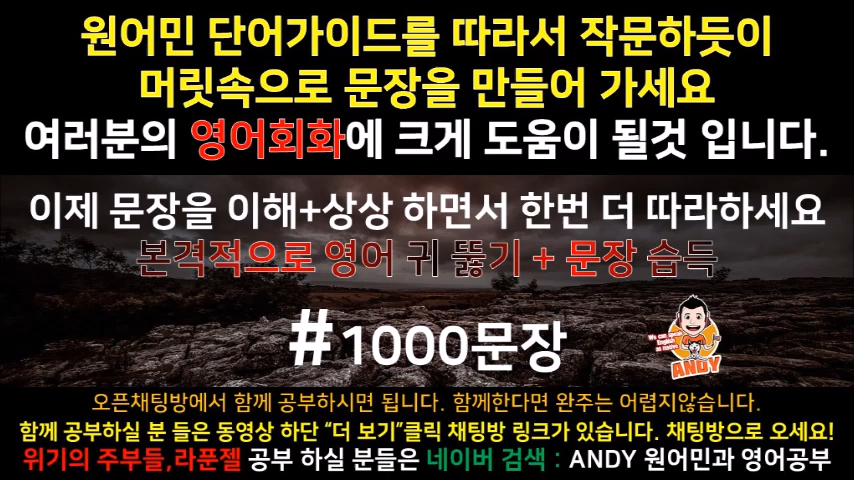 원어민 단어가이드를 따라서 작문하듯이
머릿속으로 문장을 만들어 가세요
여러분의 영어회화에 크게 도움이 될것 입니다.
이제 문장을 이해+상상 하면서 한번 더 따라하세요
본격적으로 영어 귀 뚫기 + 문장 습득
#1000문장
We can speak
English
as native
ANDY
오픈채팅방에서 함께 공부하시면 됩니다. 함께한다면 완주는 어렵지않습니다.
함께 공부하실 분 들은 동영상 하단 “더 보기”클릭 채팅방 링크가 있습니다. 채팅방으로 오세요!
위기의 주부들,라푼젤 공부 하실 분들은 네이버 검색 : ANDY 원어민과 영어공부